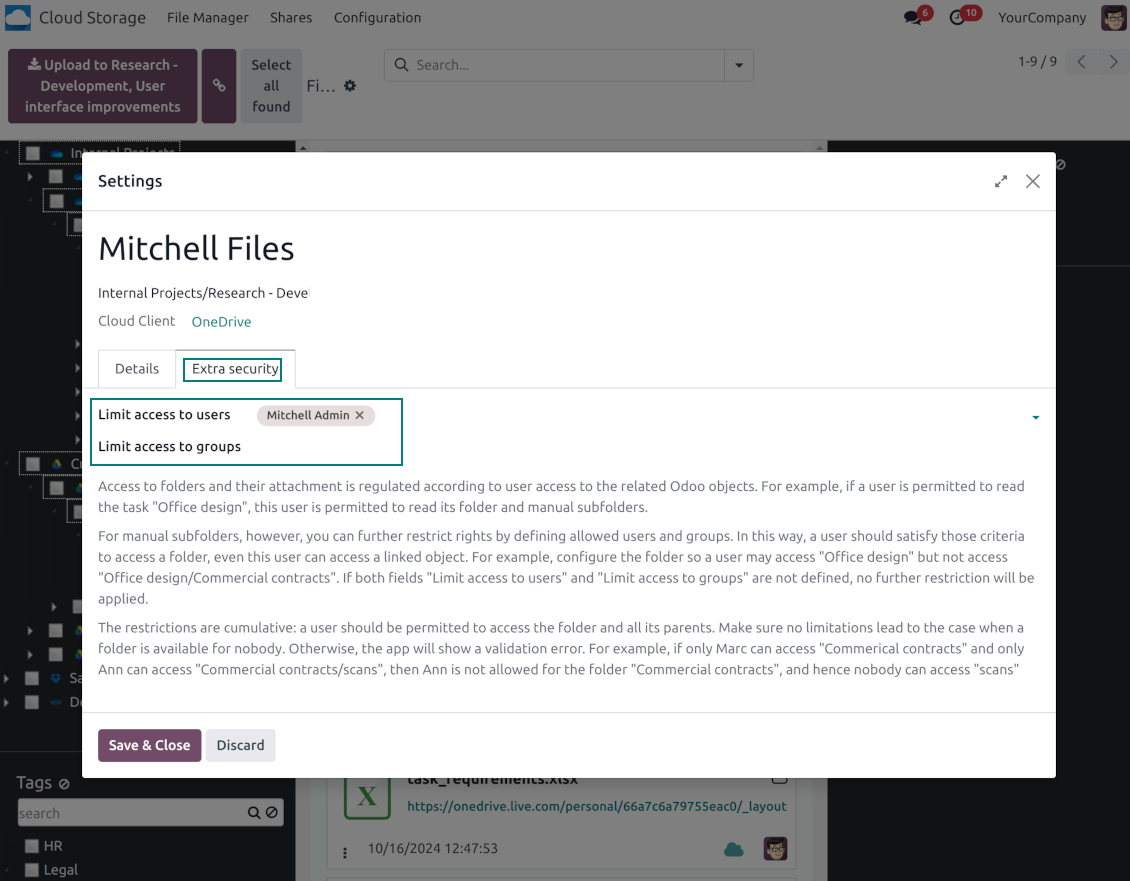 Cloud Storage File Manager Shares Configuration 6 10 YourCompany
Upload to Research -
Development, User
interface improvements
Select
all
found
Fi...
Search...
1-9 / 9
Internal Projects
Settings
Mitchell Files
Internal Projects/Research - Deve
Cloud Client OneDrive
Details Extra security
Limit access to users Mitchell Admin
Limit access to groups
Access to folders and their attachment is regulated according to user access to the related Odoo objects. For example, if a user is permitted to read
the task "Office design", this user is permitted to read its folder and manual subfolders.
For manual subfolders, however, you can further restrict rights by defining allowed users and groups. In this way, a user should satisfy those criteria
to access a folder, even this user can access a linked object. For example, configure the folder so a user may access "Office design" but not access
"Office design/Commercial contracts". If both fields "Limit access to users" and "Limit access to groups" are not defined, no further restriction will be
applied.
The restrictions are cumulative: a user should be permitted to access the folder and all its parents. Make sure no limitations lead to the case when a
folder is available for nobody. Otherwise, the app will show a validation error. For example, if only Marc can access "Commerical contracts" and only
Ann can access "Commercial contracts/scans", then Ann is not allowed for the folder "Commercial contracts", and hence nobody can access "scans"
Save & Close Discard
Tags
search
HR
Legal
task_requirements.xlsx
https://onedrive.live.com/personal/66a7c6a79755eac0/_layout
10/16/2024 12:47:53